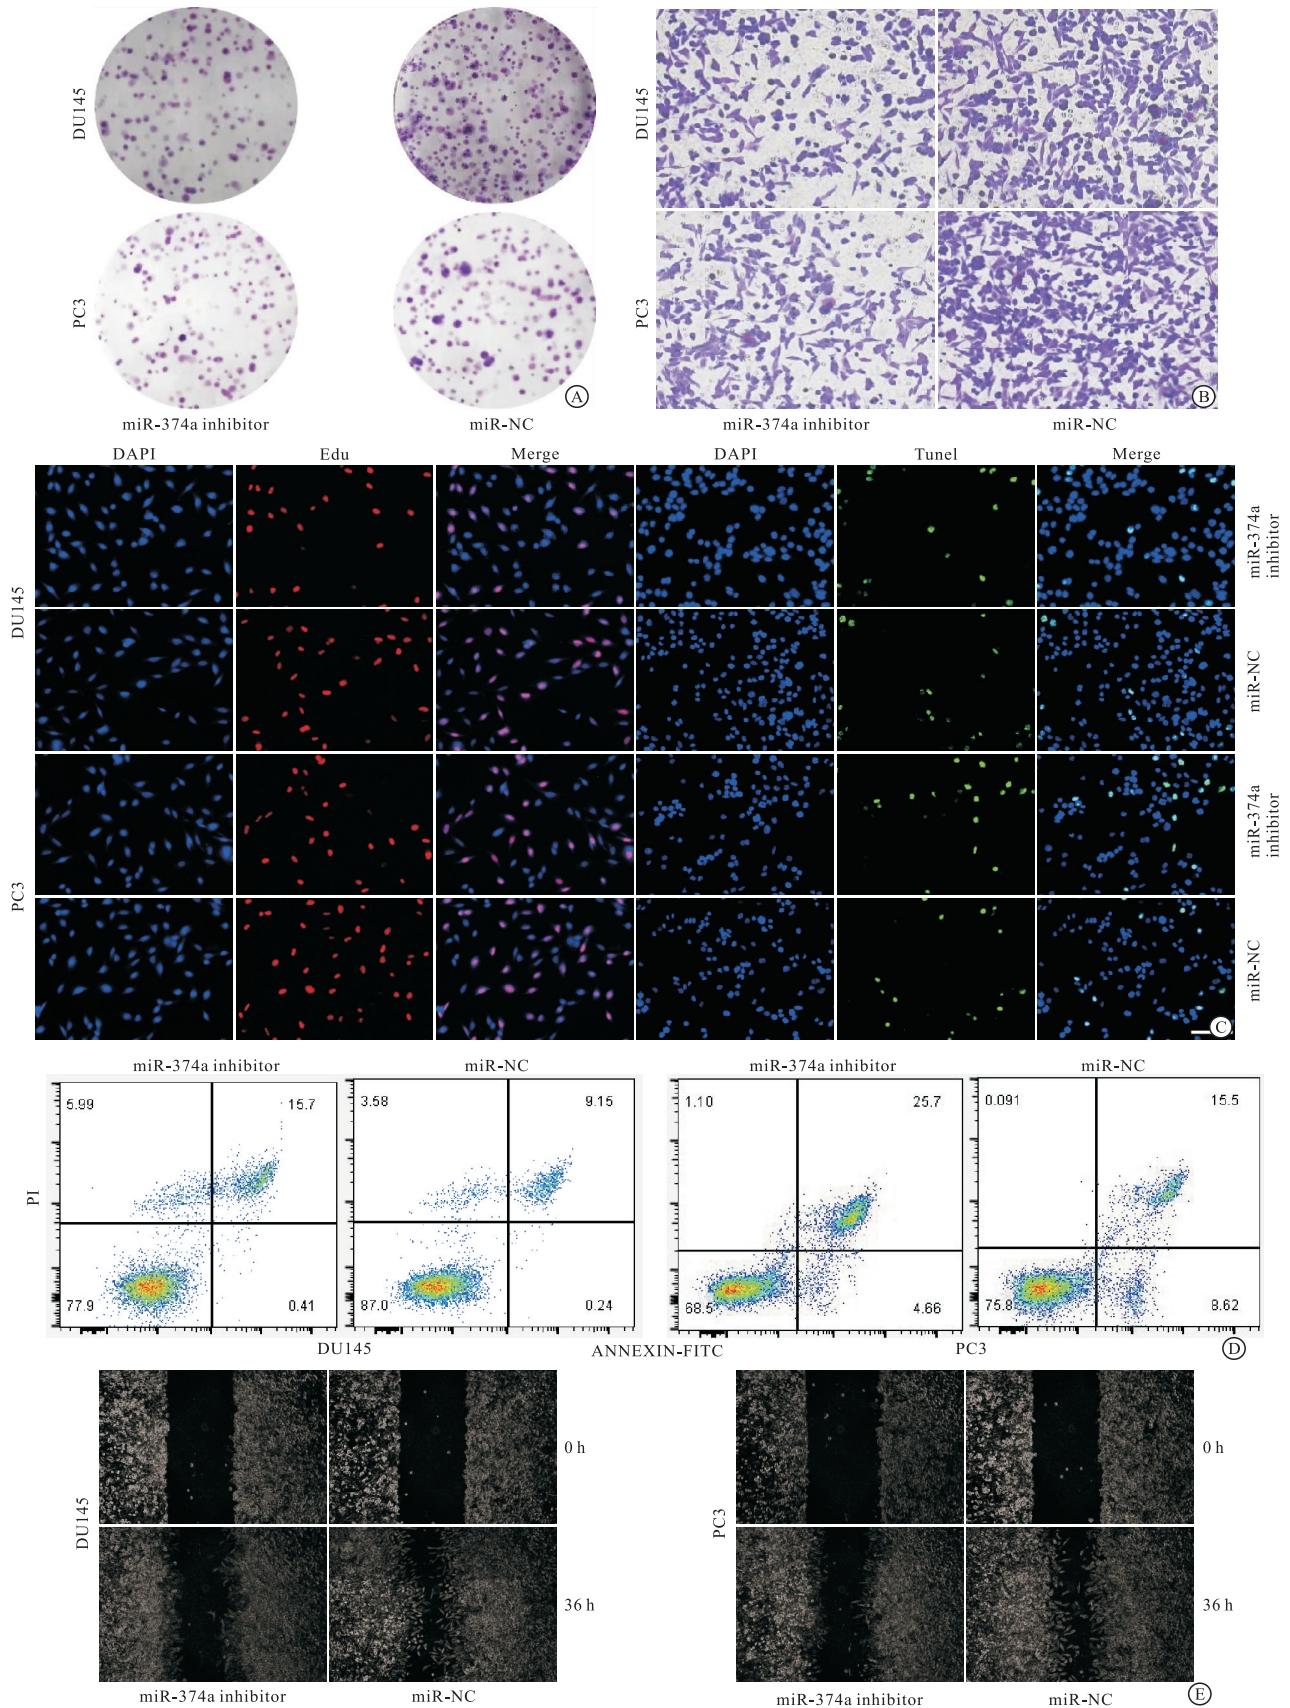 DU145
PC3
A
miR-374a inhibitor
miR-NC
DU145
PC3
B
miR-374a inhibitor
miR-NC
DAPI
Edu
Merge
DAPI
Tunel
Merge
DU145
PC3
miR-374a
inhibitor
miR-NC
miR-374a
inhibitor
miR-NC
C
miR-374a inhibitor
miR-NC
miR-374a inhibitor
miR-NC
PI
5.99
15.7
77.9
0.41
3.58
9.15
87.0
0.24
1.10
25.7
68.5
4.66
0.091
15.5
75.8
8.62
DU145
ANNEXIN-FITC
PC3
D
DU145
0 h
36 h
miR-374a inhibitor
miR-NC
PC3
0 h
36 h
miR-374a inhibitor
miR-NC
E